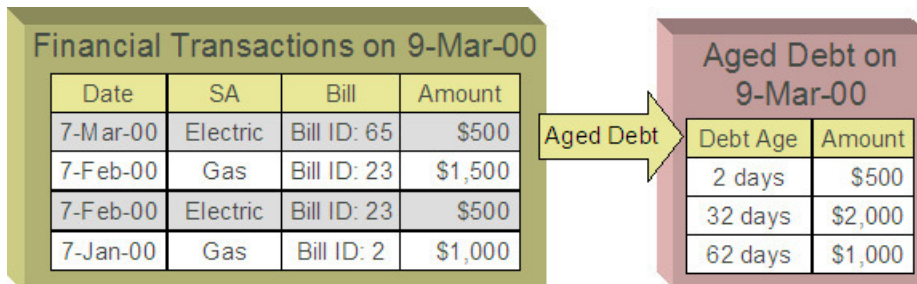 Financial Transactions on 9-Mar-00
Date SA Bill Amount
7-Mar-00 Electric Bill ID: 65 $500
7-Feb-00 Gas Bill ID: 23 $1,500
7-Feb-00 Electric Bill ID: 23 $500
7-Jan-00 Gas Bill ID: 2 $1,000
Aged Debt
Aged Debt on
9-Mar-00
Debt Age Amount
2 days $500
32 days $2,000
62 days $1,000